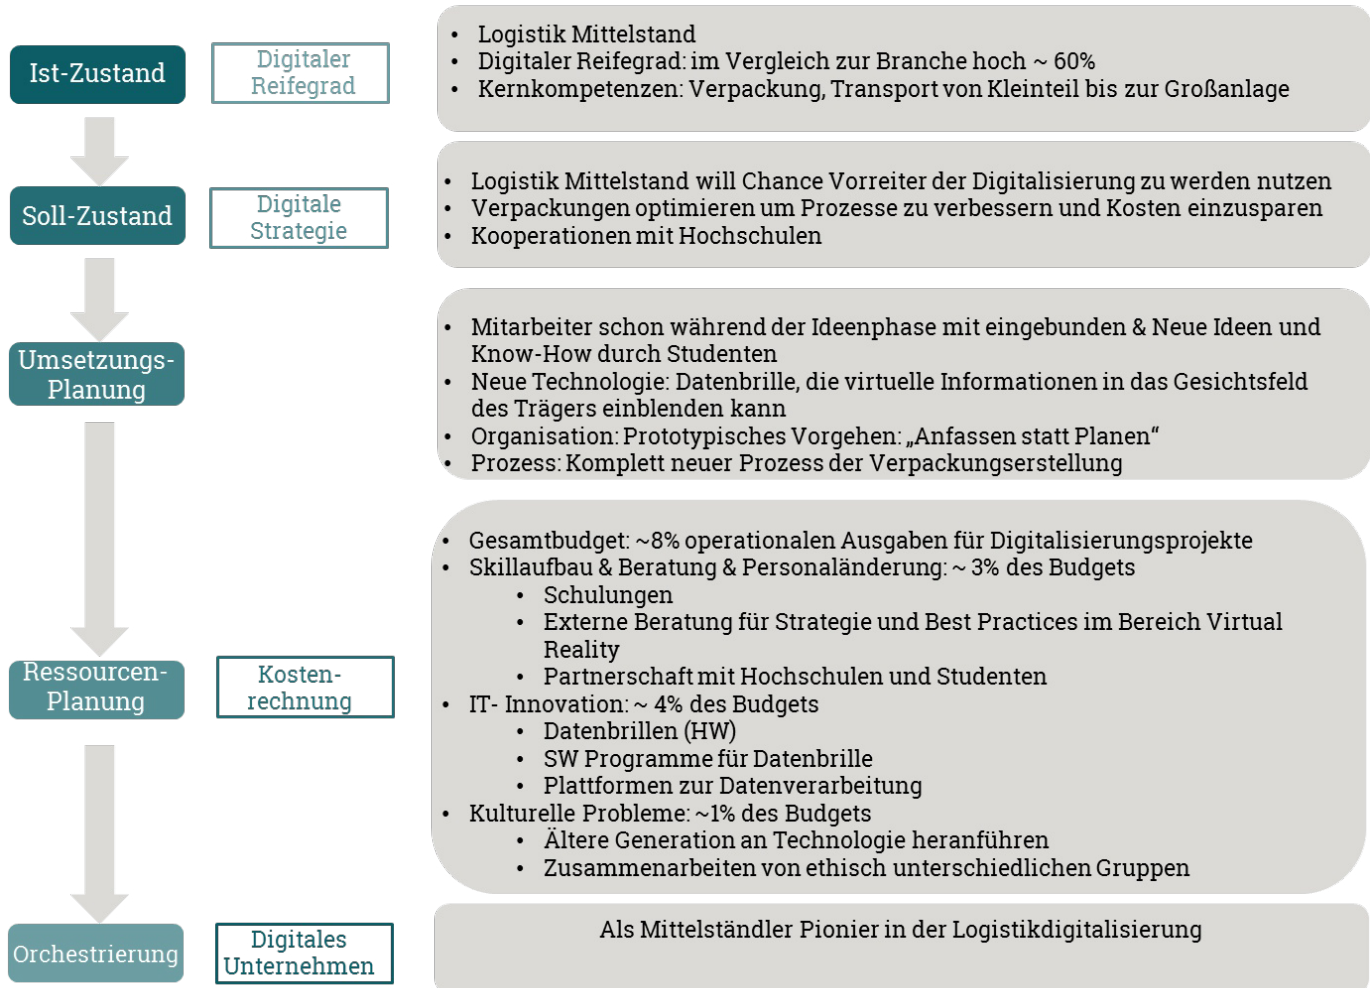 Ist-Zustand
Digitaler
Reifegrad
• Logistik Mittelstand
• Digitaler Reifegrad: im Vergleich zur Branche hoch ~ 60%
• Kernkompetenzen: Verpackung, Transport von Kleinteil bis zur Großanlage
Soll-Zustand
Digitale
Strategie
• Logistik Mittelstand will Chance Vorreiter der Digitalisierung zu werden nutzen
• Verpackungen optimieren um Prozesse zu verbessern und Kosten einzusparen
• Kooperationen mit Hochschulen
Umsetzungs-
Planung
• Mitarbeiter schon während der Ideenphase mit eingebunden & Neue Ideen und
Know-How durch Studenten
• Neue Technologie: Datenbrille, die virtuelle Informationen in das Gesichtsfeld
des Trägers einblenden kann
• Organisation: Prototypisches Vorgehen: „Anfassen statt Planen“
• Prozess: Komplett neuer Prozess der Verpackungserstellung
Ressourcen-
Planung
Kosten-
rechnung
• Gesamtbudget: ~8% operationalen Ausgaben für Digitalisierungsprojekte
• Skillaufbau & Beratung & Personaländerung: ~ 3% des Budgets
• Schulungen
• Externe Beratung für Strategie und Best Practices im Bereich Virtual
Reality
• Partnerschaft mit Hochschulen und Studenten
• IT- Innovation: ~ 4% des Budgets
• Datenbrillen (HW)
• SW Programme für Datenbrille
• Plattformen zur Datenverarbeitung
• Kulturelle Probleme: ~1% des Budgets
• Ältere Generation an Technologie heranführen
• Zusammenarbeiten von ethisch unterschiedlichen Gruppen
Orchestrierung
Digitales
Unternehmen
Als Mittelständler Pionier in der Logistikdigitalisierung